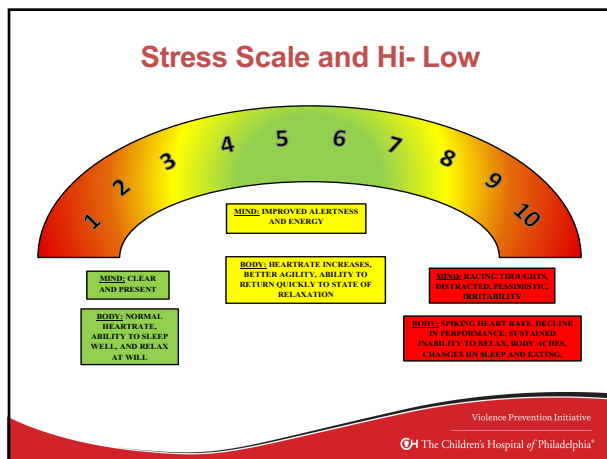 Stress Scale and Hi- Low
1
2
3
4
5
6
7
8
9
10
MIND: IMPROVED ALERTNESS
AND ENERGY
BODY: HEARTRATE INCREASES,
BETTER AGILITY, ABILITY TO
RETURN QUICKLY TO STATE OF
RELAXATION
MIND: CLEAR
AND PRESENT
BODY: NORMAL
HEARTRATE,
ABILITY TO SLEEP
WELL, AND RELAX
AT WILL
MIND: RACING THOUGHTS,
DISTRACTED, PESSIMISTIC,
IRRITABILITY
BODY: SPIKING HEART RATE, DECLINE
IN PERFORMANCE, SUSTAINED
INABILITY TO RELAX, BODY ACHES,
CHANGES IIN SLEEP AND EATING,
Violence Prevention Initiative
The Children's Hospital of Philadelphia®